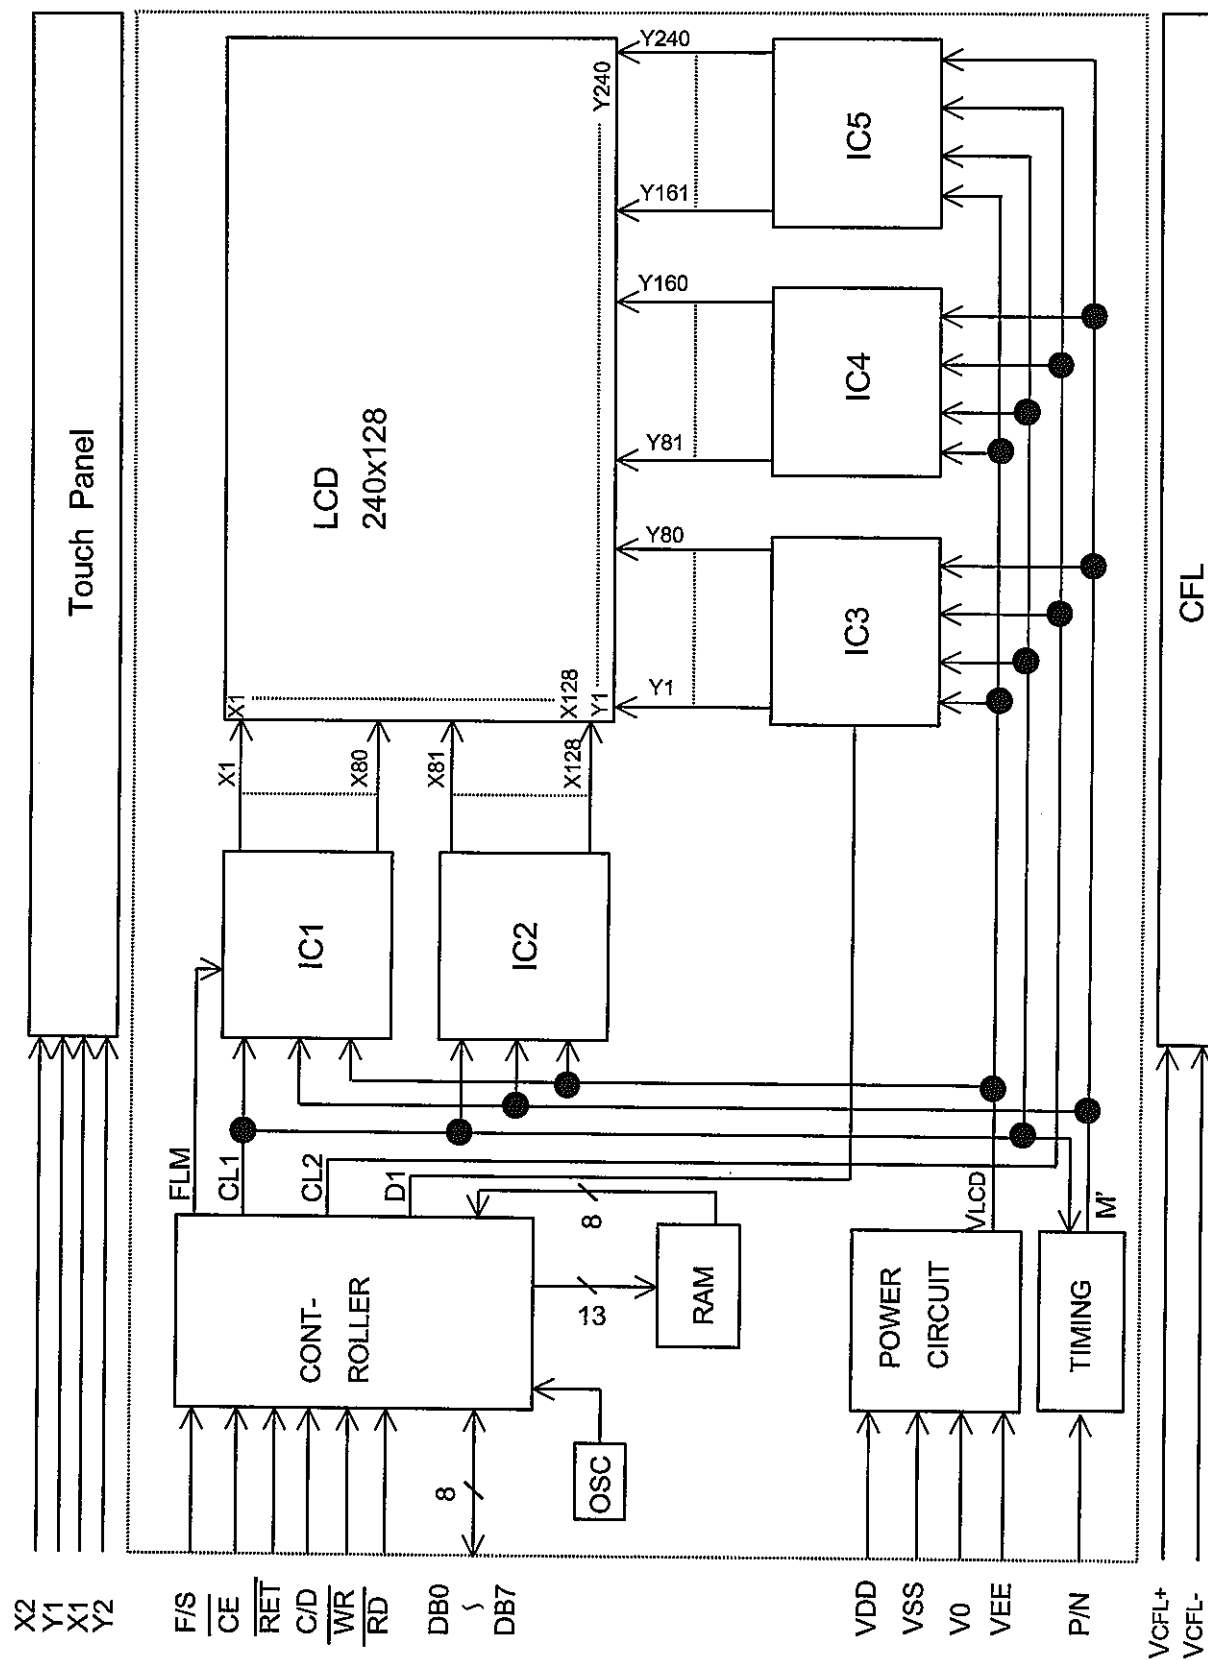 X2
Y1
X1
Y2
Touch Panel
F/S
CE
RET
C/D
WR
RD
DB0
~
DB7
8
CONT-
ROLLER
FLM
CL1
CL2
D1
OSC
13
8
RAM
IC1
IC2
X1
X80
X81
X128
X1
X128
Y1
Y240
LCD
240x128
Y1
Y80
Y81
Y160
Y161
Y240
IC3
IC4
IC5
VDD
VSS
V0
VEE
POWER
CIRCUIT
VLCD
P/N
TIMING
M'
VCFL+
VCFL-
CFL